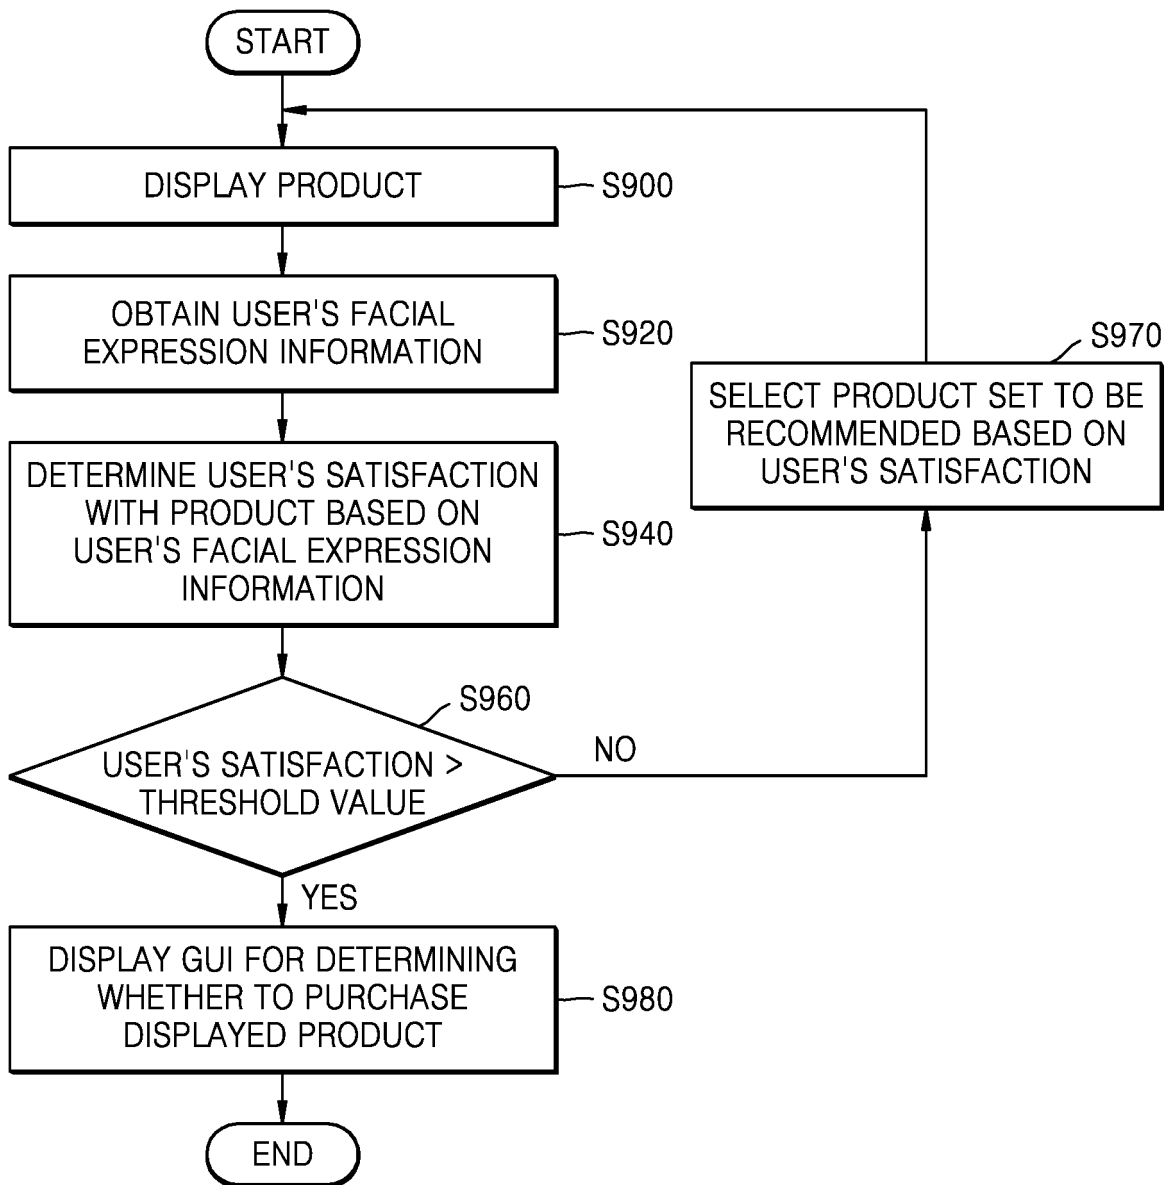 START
DISPLAY PRODUCT
S900
OBTAIN USER'S FACIAL
EXPRESSION INFORMATION
S920
DETERMINE USER'S SATISFACTION
WITH PRODUCT BASED ON
USER'S FACIAL EXPRESSION
INFORMATION
S940
USER'S SATISFACTION >
THRESHOLD VALUE
S960
NO
S970
SELECT PRODUCT SET TO BE
RECOMMENDED BASED ON
USER'S SATISFACTION
YES
DISPLAY GUI FOR DETERMINING
WHETHER TO PURCHASE
DISPLAYED PRODUCT
S980
END